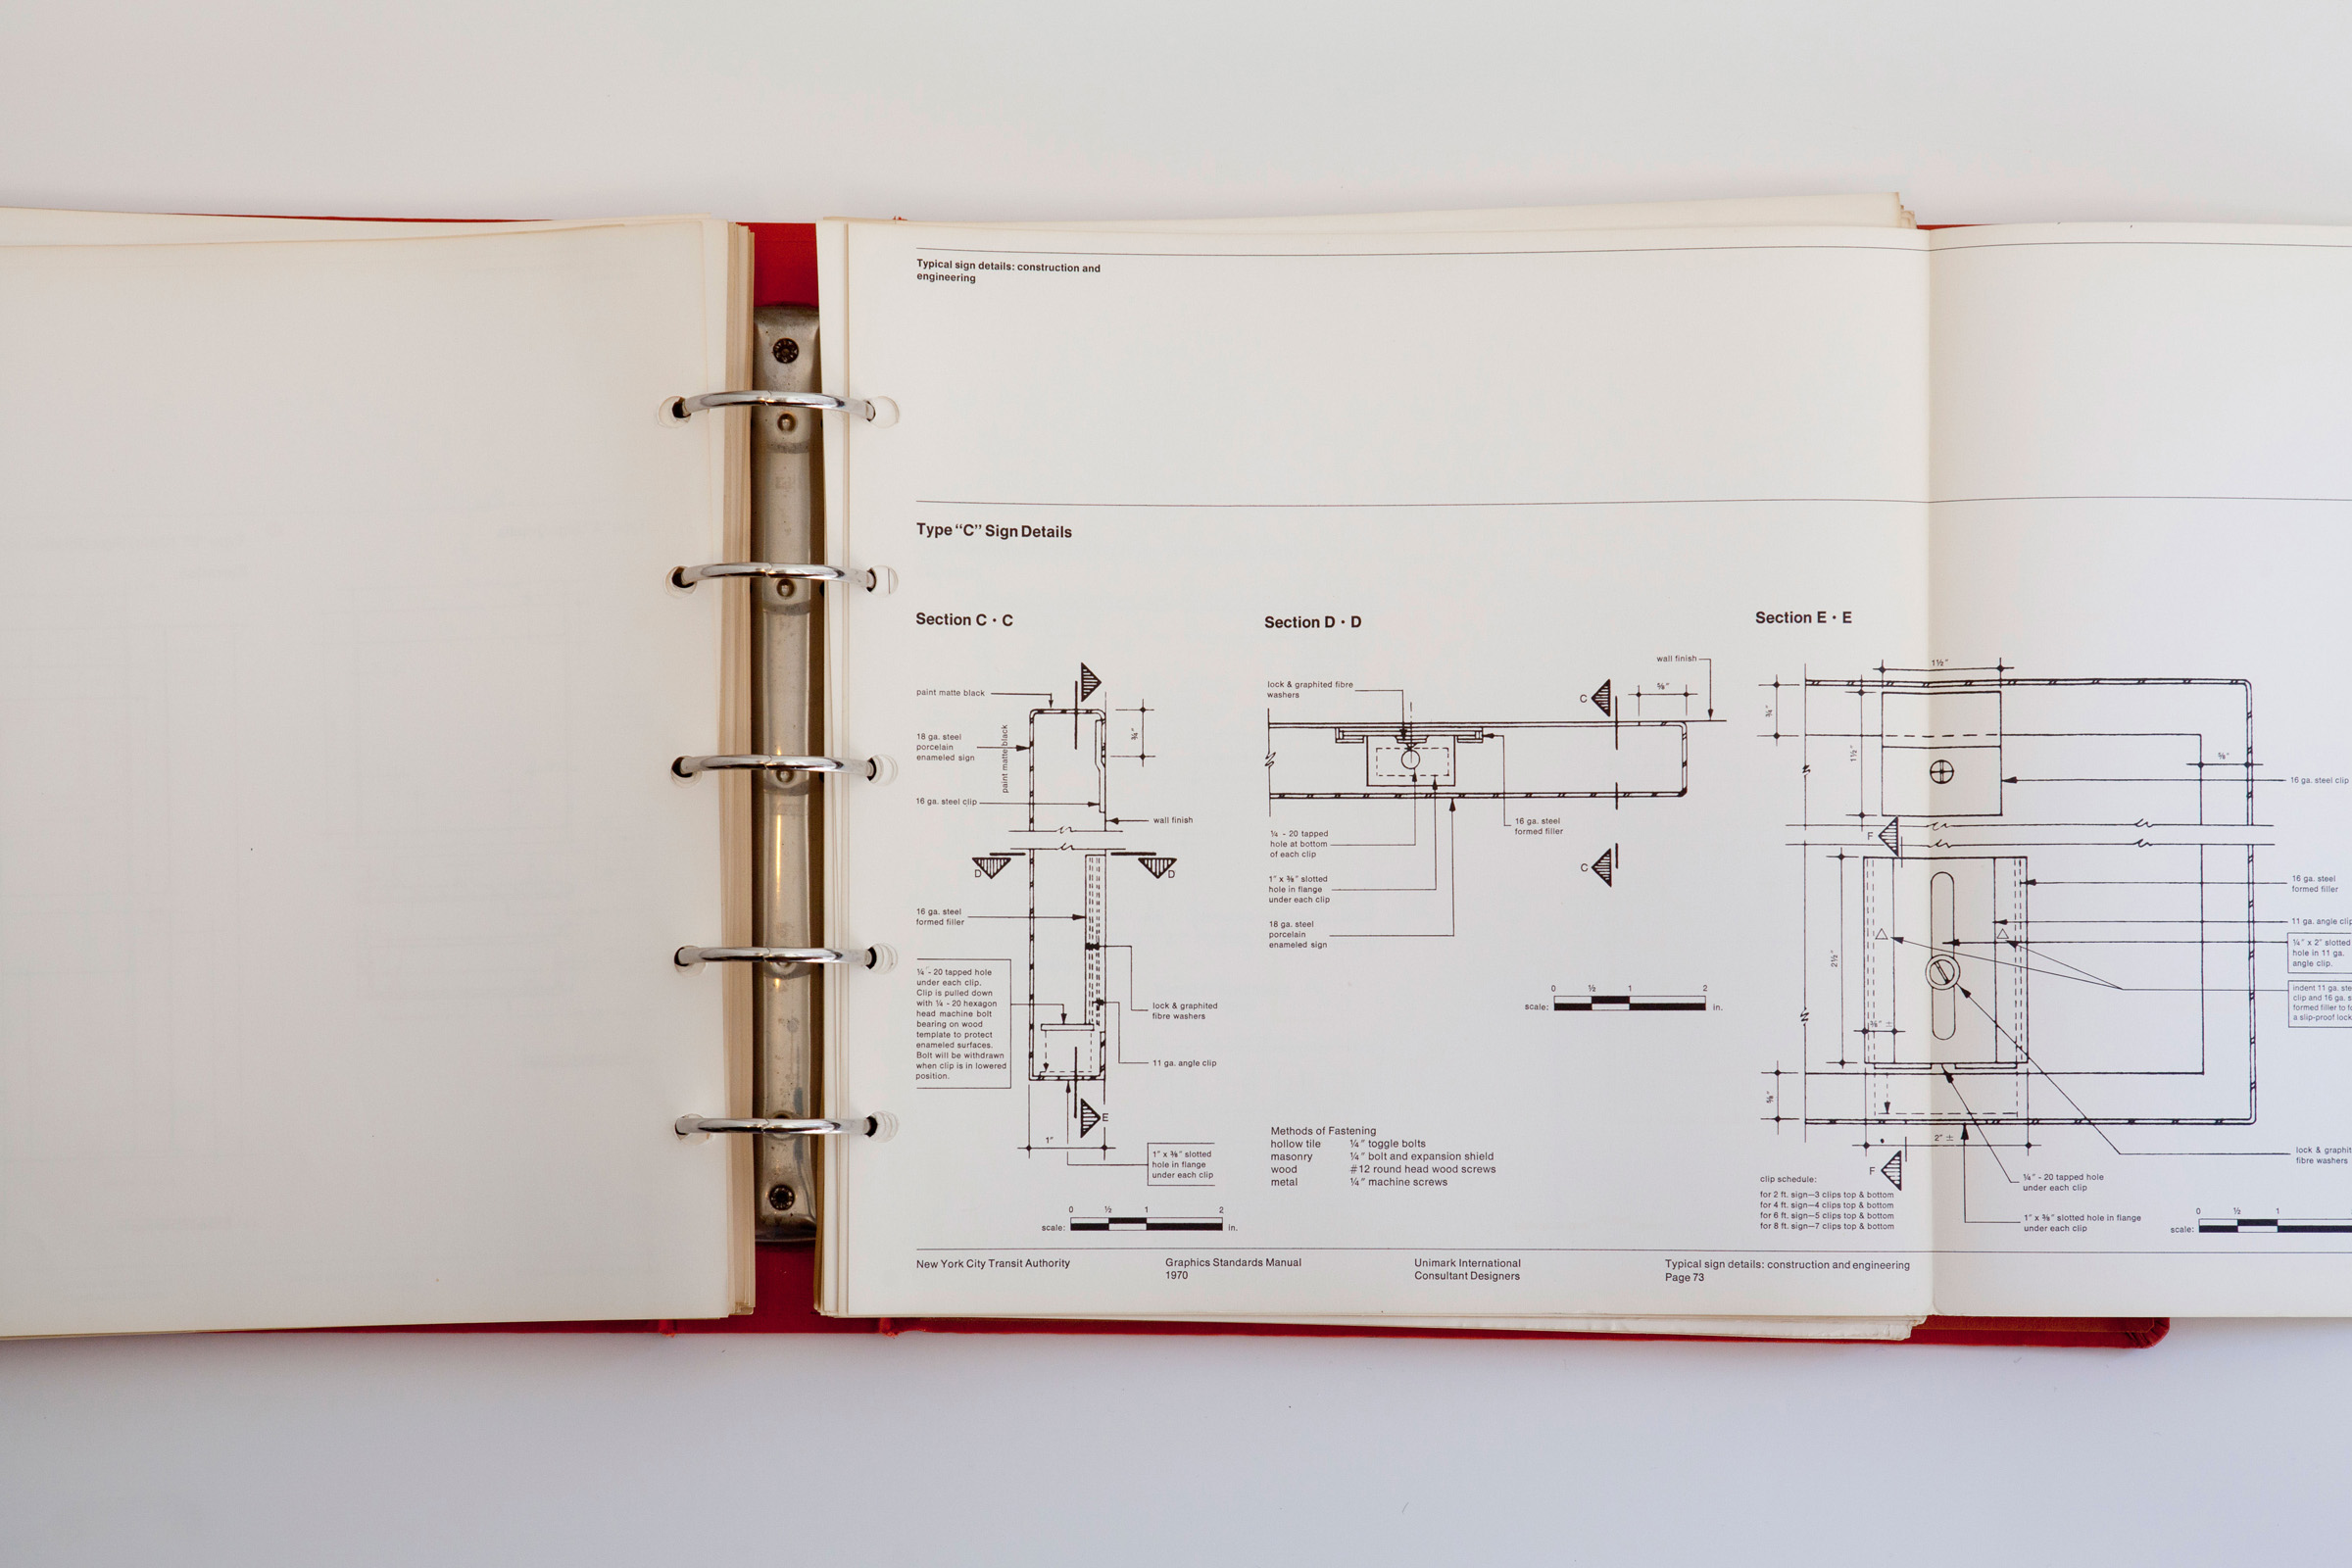 Typical sign details: construction and
engineering
Type “C” Sign Details
Section C · C
paint matte black
18 ga. steel
porcelain
enameled sign
paint matte black
¾"
16 ga. steel clip
wall finish
D
D
16 ga. steel
formed filler
¼ - 20 tapped hole
under each clip.
Clip is pulled down
with ¼ - 20 hexagon
head machine bolt
bearing on wood
template to protect
enameled surfaces.
Bolt will be withdrawn
when clip is in lowered
position.
lock & graphited
fibre washers
11 ga. angle clip
E
1"
1" x ⅜" slotted
hole in flange
under each clip
0 ½ 1 2
scale: in.
Section D · D
wall finish
lock & graphited fibre
washers
C
⅝"
¼ - 20 tapped
hole at bottom
of each clip
16 ga. steel
formed filler
1" x ⅜" slotted
hole in flange
under each clip
C
18 ga. steel
porcelain
enameled sign
0 ½ 1 2
scale: in.
Methods of Fastening
hollow tile ¼" toggle bolts
masonry ¼" bolt and expansion shield
wood #12 round head wood screws
metal ¼" machine screws
Section E · E
1½"
¾"
1½"
⅝"
16 ga. steel clip
F
16 ga. steel
formed filler
11 ga. angle clip
¼" x 2" slotted
hole in 11 ga.
angle clip.
2½"
indent 11 ga.
clip and 16 ga.
formed filler to
a slip-proof lock
⅜" ±
⅝"
2" ±
lock &
fibre washers
F
¼" - 20 tapped hole
under each clip
clip schedule:
for 2 ft. sign—3 clips top & bottom
for 4 ft. sign—4 clips top & bottom
for 6 ft. sign—5 clips top & bottom
for 8 ft. sign—7 clips top & bottom
1" x ⅜" slotted hole in flange
under each clip
0 ½ 1
scale:
New York City Transit Authority
Graphics Standards Manual
1970
Unimark International
Consultant Designers
Typical sign details: construction and engineering
Page 73